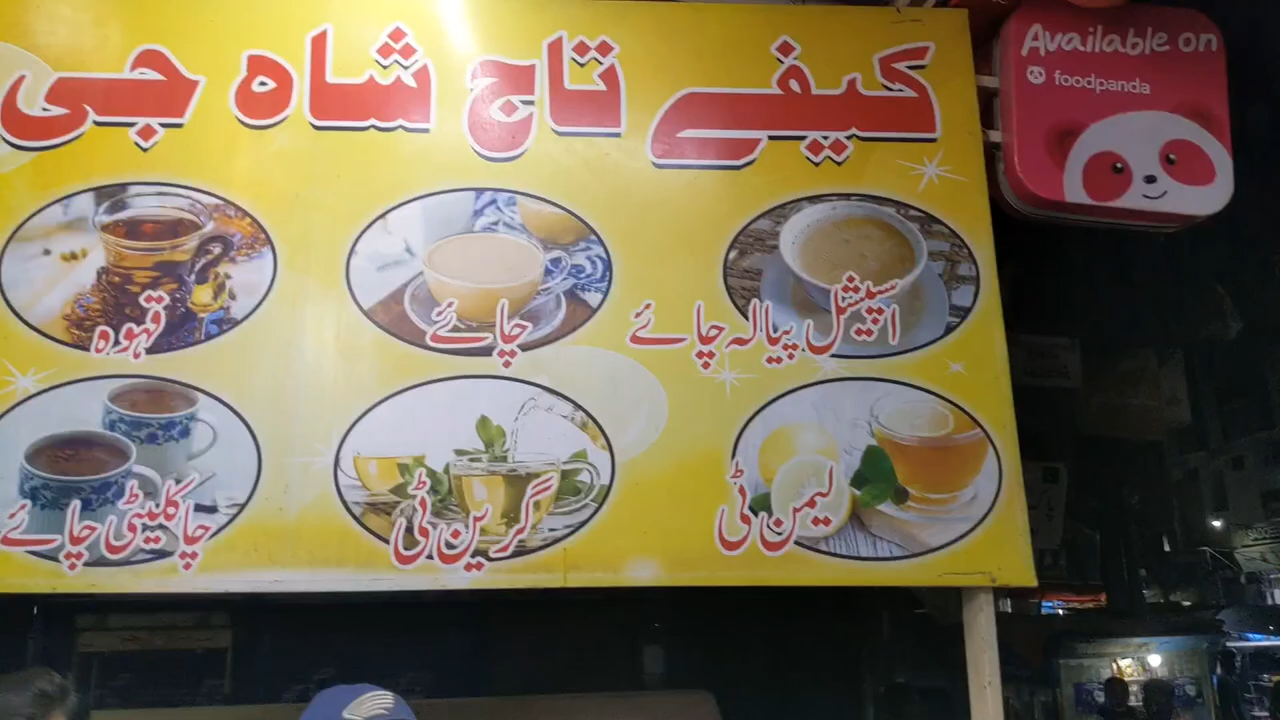 کیفے تاج شاہ جی
اسپیشل پیالہ چائے
چائے
قہوہ
لیمن ٹی
گرین ٹی
چاکلیٹی چائے
Available on
foodpanda